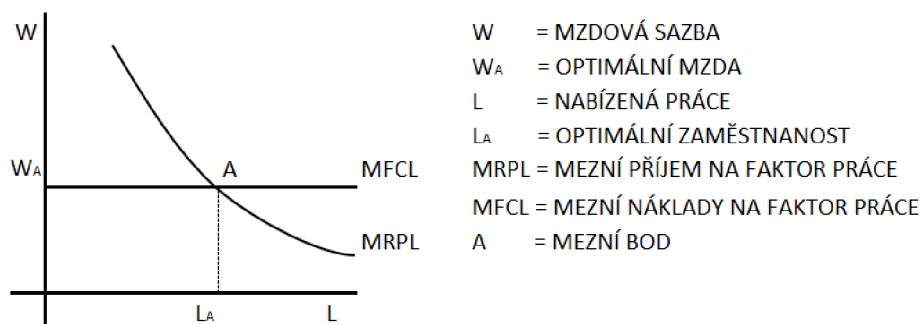 W
WA
A
MFCL
MRPL
LA
L
W = MZDOVÁ SAZBA
WA = OPTIMÁLNÍ MZDA
L = NABÍZENÁ PRÁCE
LA = OPTIMÁLNÍ ZAMĚSTNANOST
MRPL = MEZNÍ PŘÍJEM NA FAKTOR PRÁCE
MFCL = MEZNÍ NÁKLADY NA FAKTOR PRÁCE
A = MEZNÍ BOD